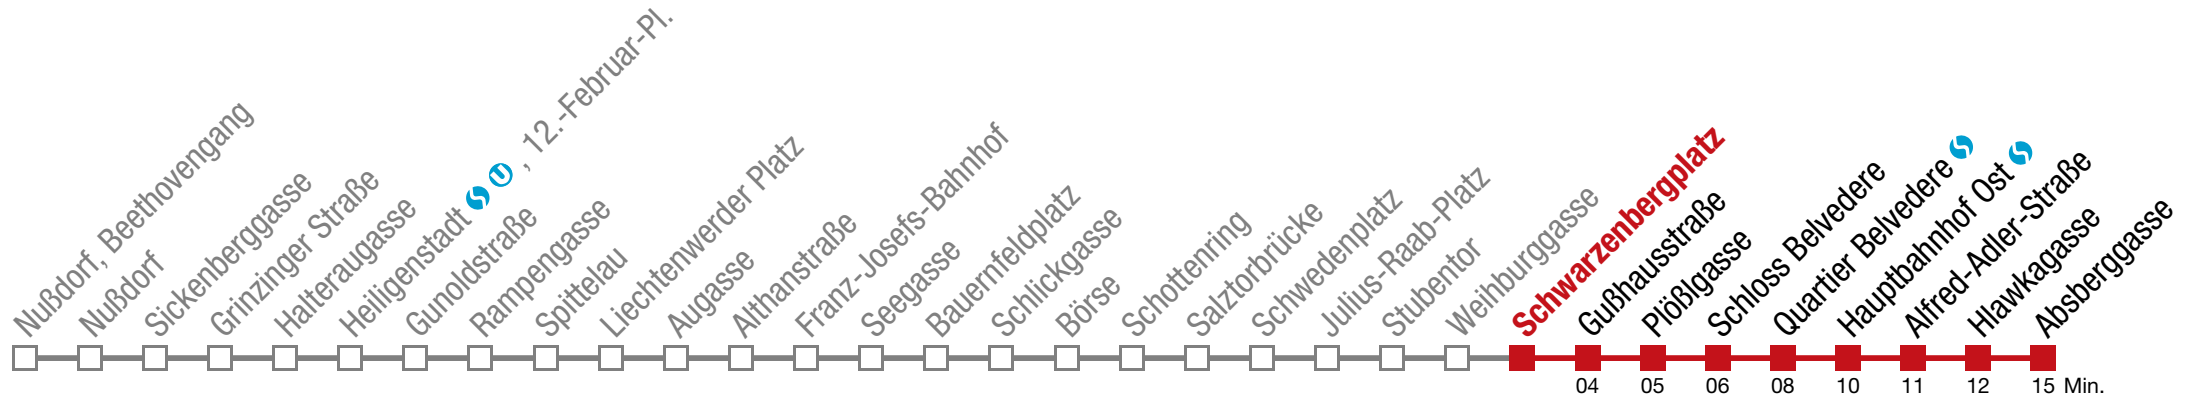 Nußdorf, Beethovengang
Nußdorf
Sickenberggasse
Grinzinger Straße
Halteraugasse
Heiligenstadt S U , 12.-Februar-Pl.
Gunoldstraße
Rampengasse
Spittelau
Liechtenwerder Platz
Augasse
Althanstraße
Franz-Josefs-Bahnhof
Seegasse
Bauernfeldplatz
Schlickgasse
Börse
Schottenring
Salztorbrücke
Schwedenplatz
Julius-Raab-Platz
Stubentor
Weihburggasse
Schwarzenbergplatz
Gußhausstraße
Plößlgasse
Schloss Belvedere
Quartier Belvedere S
Hauptbahnhof Ost S
Alfred-Adler-Straße
Hlawkagasse
Absberggasse
04 05 06 08 10 11 12 15 Min.